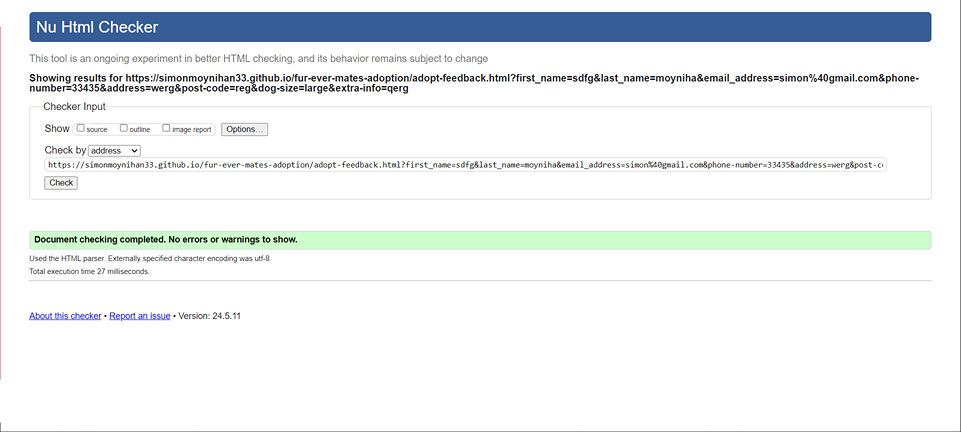 Nu Html Checker
This tool is an ongoing experiment in better HTML checking, and its behavior remains subject to change
Showing results for https://simonmoynihan33.github.io/fur-ever-mates-adoption/adopt-feedback.html?first_name=sdfg&last_name=moyniha&email_address=simon%40gmail.com&phone-
number=33435&address=werg&post-code=reg&dog-size=large&extra-info=qerg
Checker Input
Show source outline image report Options...
Check by address
https://simonmoynihan33.github.io/fur-ever-mates-adoption/adopt-feedback.html?first_name=sdfg&last_name=moyniha&email_address=simon%40gmail.com&phone-number=33435&address=werg&post-c
Check
Document checking completed. No errors or warnings to show.
Used the HTML parser. Externally specified character encoding was utf-8.
Total execution time 27 milliseconds.
About this checker • Report an issue • Version: 24.5.11